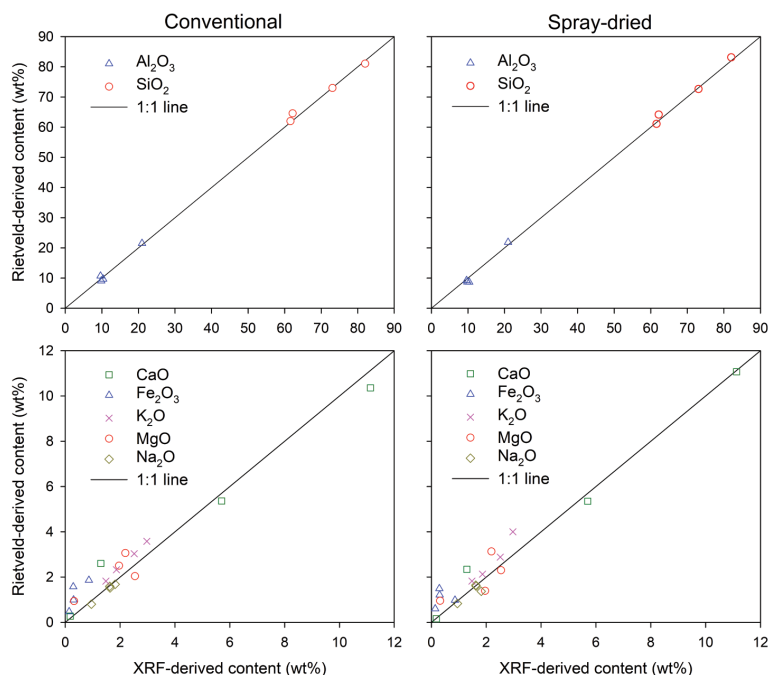 Conventional
Spray-dried
Rietveld-derived content (wt%)
90
80
70
60
50
40
30
20
10
0
Al₂O₃
SiO₂
1:1 line
0 10 20 30 40 50 60 70 80 90
Al₂O₃
SiO₂
1:1 line
0 10 20 30 40 50 60 70 80 90
Rietveld-derived content (wt%)
12
10
8
6
4
2
0
CaO
Fe₂O₃
K₂O
MgO
Na₂O
1:1 line
0 2 4 6 8 10 12
XRF-derived content (wt%)
CaO
Fe₂O₃
K₂O
MgO
Na₂O
1:1 line
0 2 4 6 8 10 12
XRF-derived content (wt%)